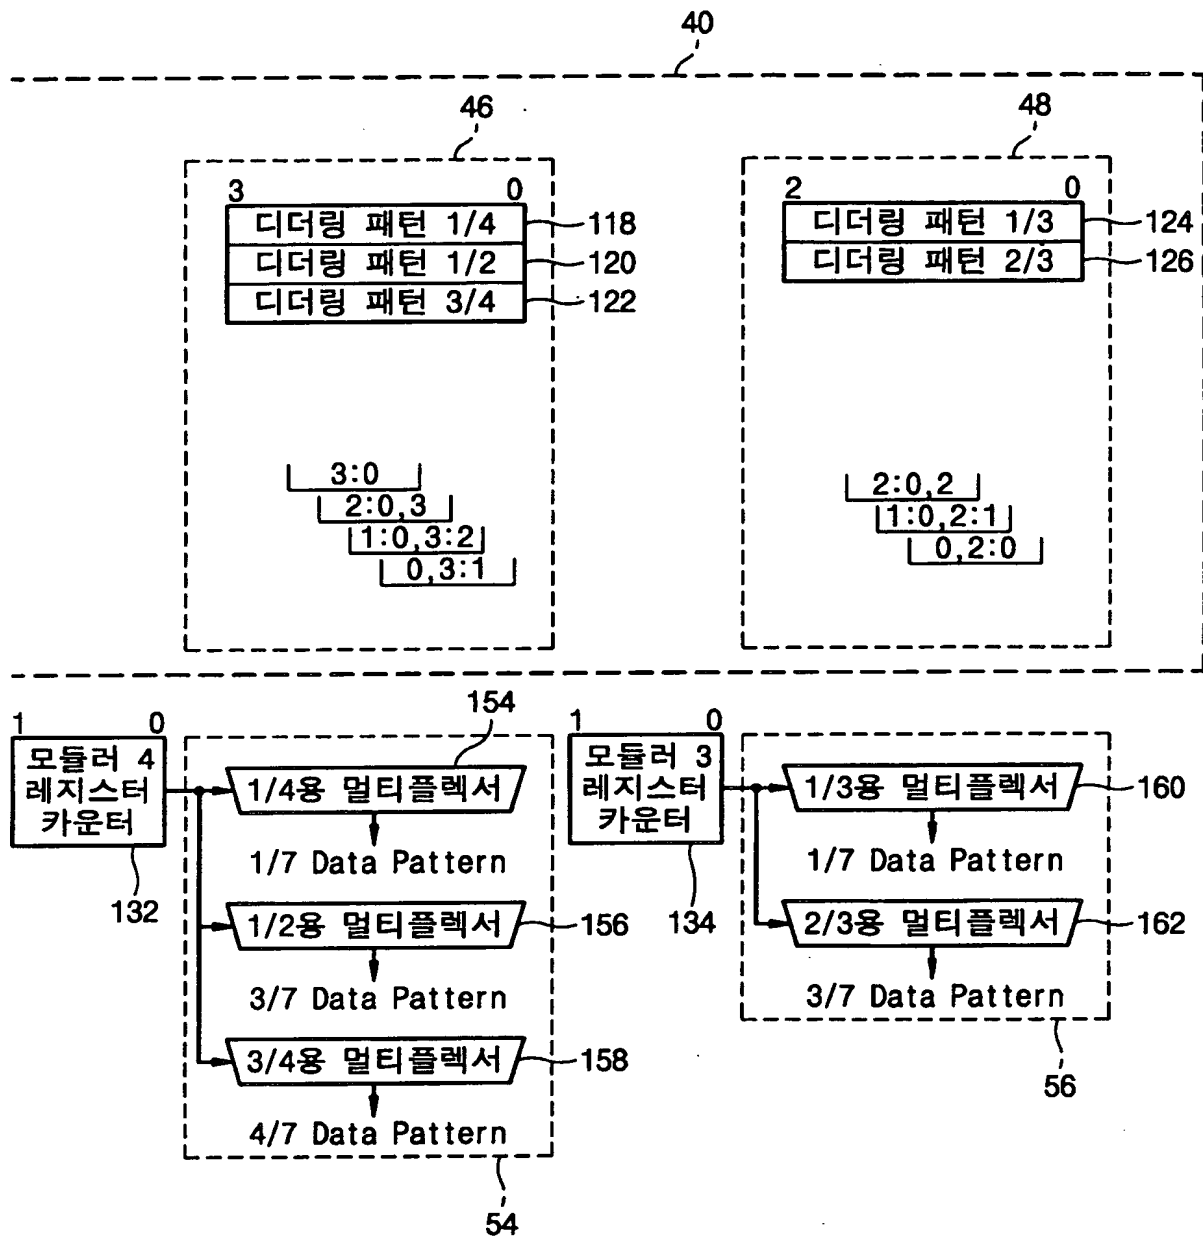 40
46
48
3 0
디더링 패턴 1/4
118
디더링 패턴 1/2
120
디더링 패턴 3/4
122
2 0
디더링 패턴 1/3
124
디더링 패턴 2/3
126
3:0
2:0,3
1:0,3:2
0,3:1
2:0,2
1:0,2:1
0,2:0
1 0
모듈러 4
레지스터
카운터
132
154
1/4용 멀티플렉서
1/7 Data Pattern
1/2용 멀티플렉서
156
3/7 Data Pattern
3/4용 멀티플렉서
158
4/7 Data Pattern
54
1 0
모듈러 3
레지스터
카운터
134
1/3용 멀티플렉서
160
1/7 Data Pattern
2/3용 멀티플렉서
162
3/7 Data Pattern
56